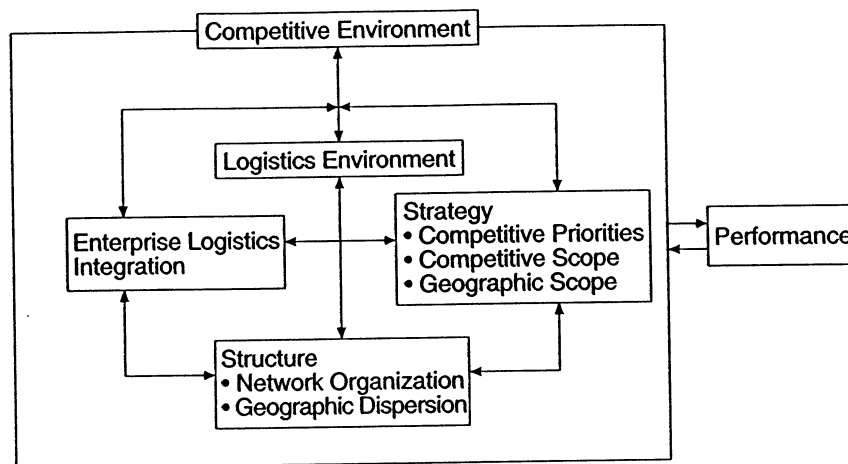 Competitive Environment
Logistics Environment
Enterprise Logistics
Integration
Strategy
• Competitive Priorities
• Competitive Scope
• Geographic Scope
Performance
Structure
• Network Organization
• Geographic Dispersion